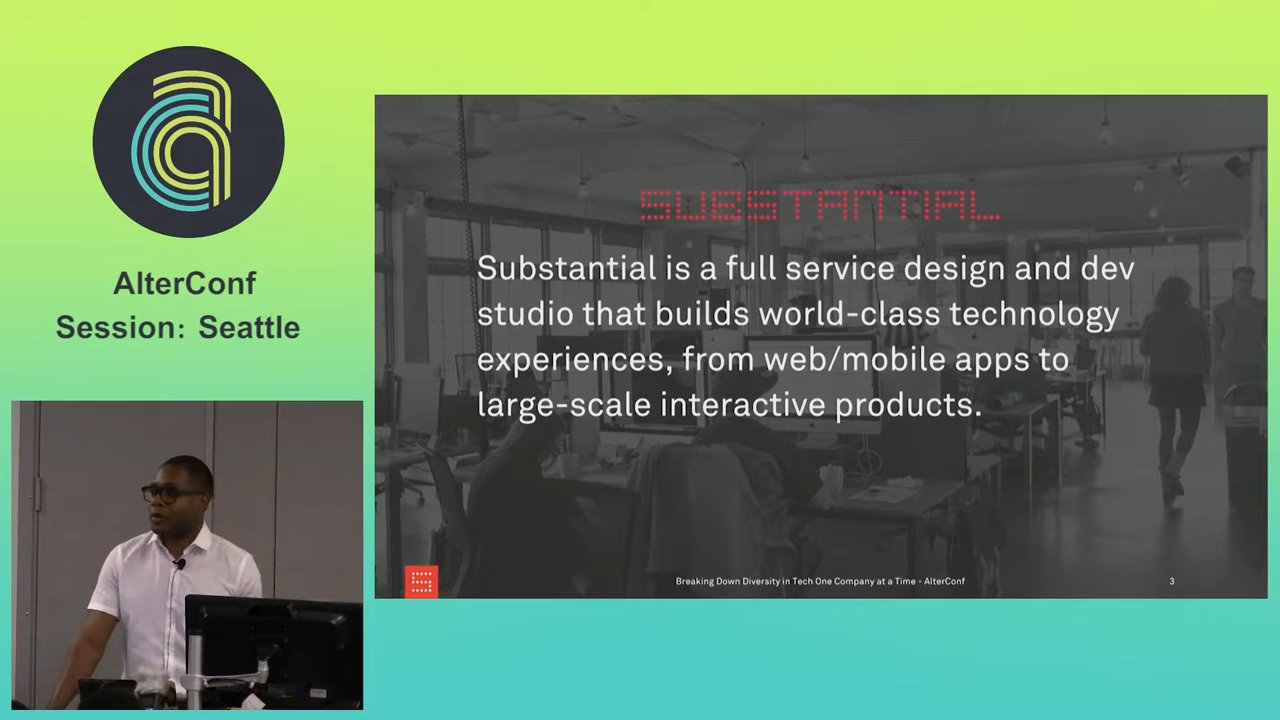 AlterConf
Session: Seattle
SUBSTANTIAL
Substantial is a full service design and dev
studio that builds world-class technology
experiences, from web/mobile apps to
large-scale interactive products.
Breaking Down Diversity in Tech One Company at a Time - AlterConf
3